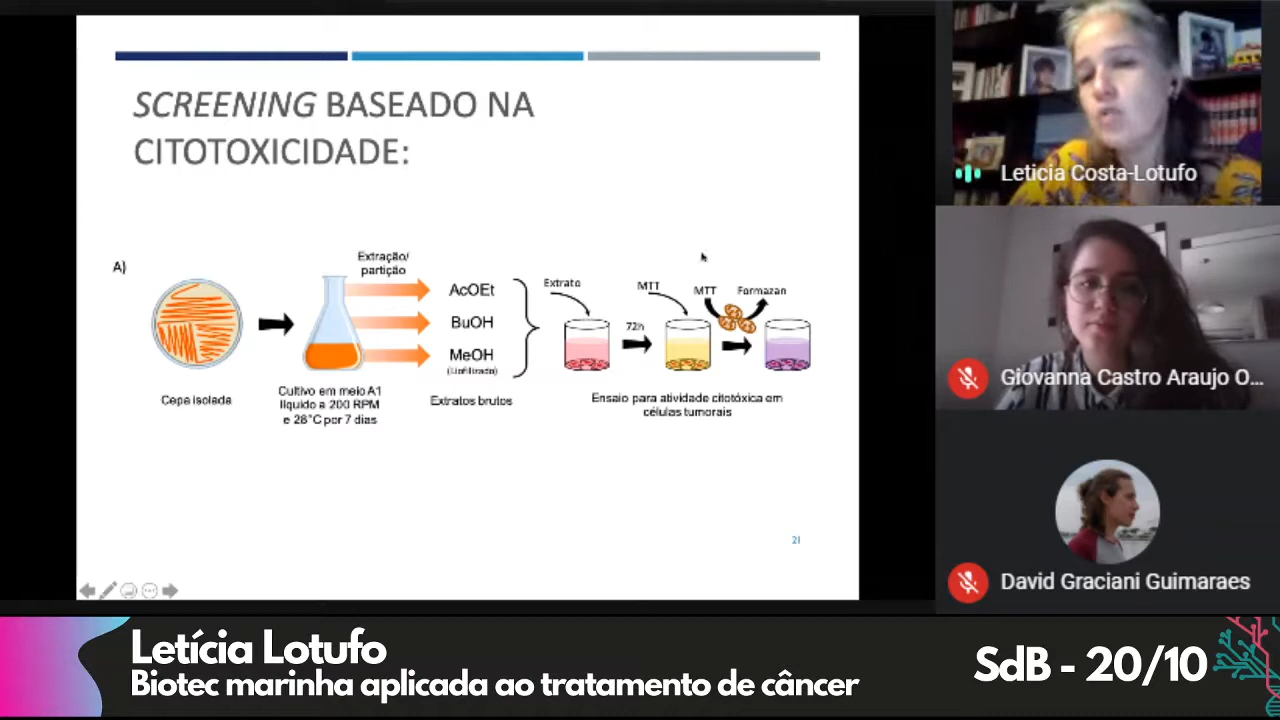 SCREENING BASEADO NA
CITOTOXICIDADE:
A)
Extração/
partição
AcOEt
BuOH
MeOH
(Liofilizado)
Extrato
72h
MTT
MTT
Formazan
Cepa isolada
Cultivo em meio A1
líquido a 200 RPM
e 28°C por 7 dias
Extratos brutos
Ensaio para atividade citotóxica em
células tumorais
21
Leticia Costa-Lotufo
Giovanna Castro Araujo O...
David Graciani Guimaraes
Letícia Lotufo
Biotec marinha aplicada ao tratamento de câncer
SdB - 20/10